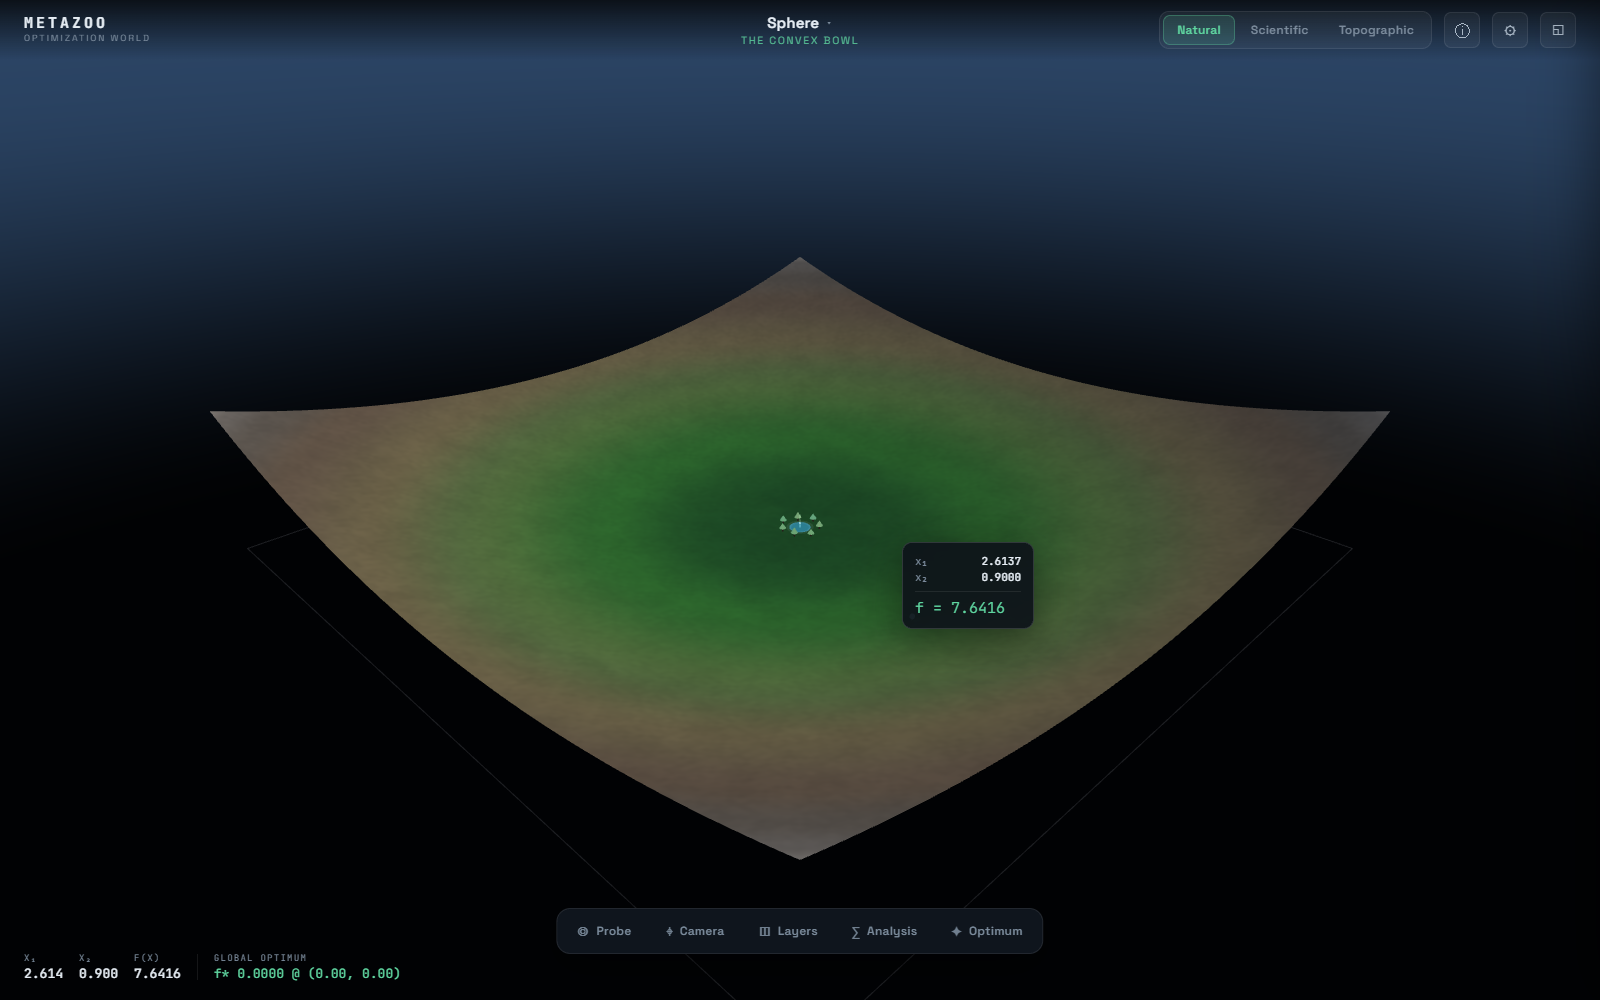 METAZOO
OPTIMIZATION WORLD
Sphere
THE CONVEX BOWL
Natural
Scientific
Topographic
x₁ 2.6137
x₂ 0.9000
f = 7.6416
Probe
Camera
Layers
∑ Analysis
Optimum
X₁ X₂ F(X) GLOBAL OPTIMUM
2.614 0.900 7.6416 f* 0.0000 @ (0.00, 0.00)